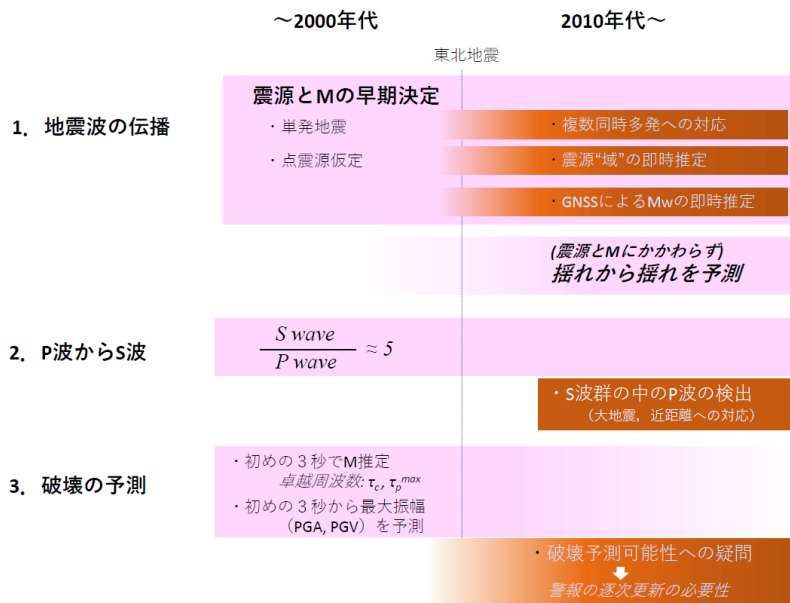 ～2000年代
2010年代～
東北地震
震源とMの早期決定
1．地震波の伝播
・単発地震
・複数同時多発への対応
・点震源仮定
・震源“域”の即時推定
・GNSSによるMwの即時推定
(震源とMにかかわらず)
揺れから揺れを予測
2．P波からS波
S wave
P wave
≈ 5
・S波群の中のP波の検出
（大地震，近距離への対応）
3．破壊の予測
・初めの３秒でM推定
卓越周波数: τc , τp max
・初めの３秒から最大振幅
（PGA, PGV）を予測
・破壊予測可能性への疑問
警報の逐次更新の必要性